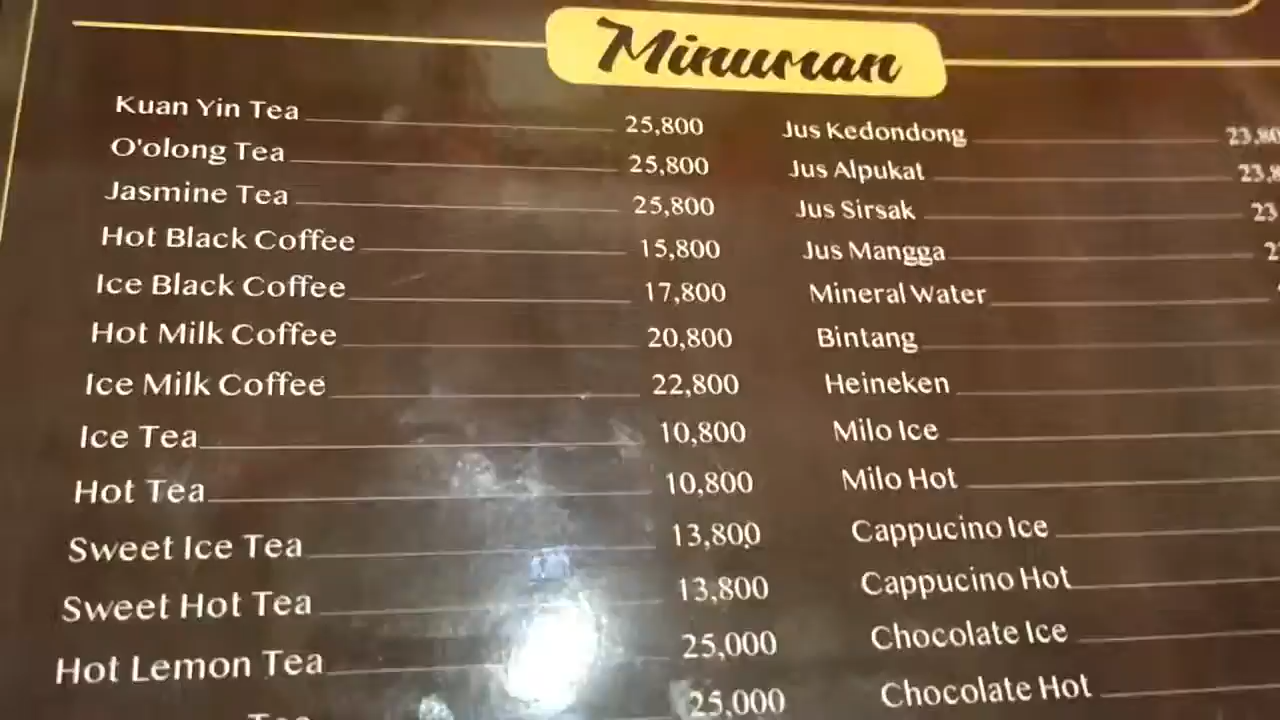 Minuman
Kuan Yin Tea 25,800
O'olong Tea 25,800
Jasmine Tea 25,800
Hot Black Coffee 15,800
Ice Black Coffee 17,800
Hot Milk Coffee 20,800
Ice Milk Coffee 22,800
Ice Tea 10,800
Hot Tea 10,800
Sweet Ice Tea 13,800
Sweet Hot Tea 13,800
Hot Lemon Tea 25,000
Tea 25,000
Jus Kedondong
Jus Alpukat
Jus Sirsak
Jus Mangga
Mineral Water
Bintang
Heineken
Milo Ice
Milo Hot
Cappucino Ice
Cappucino Hot
Chocolate Ice
Chocolate Hot